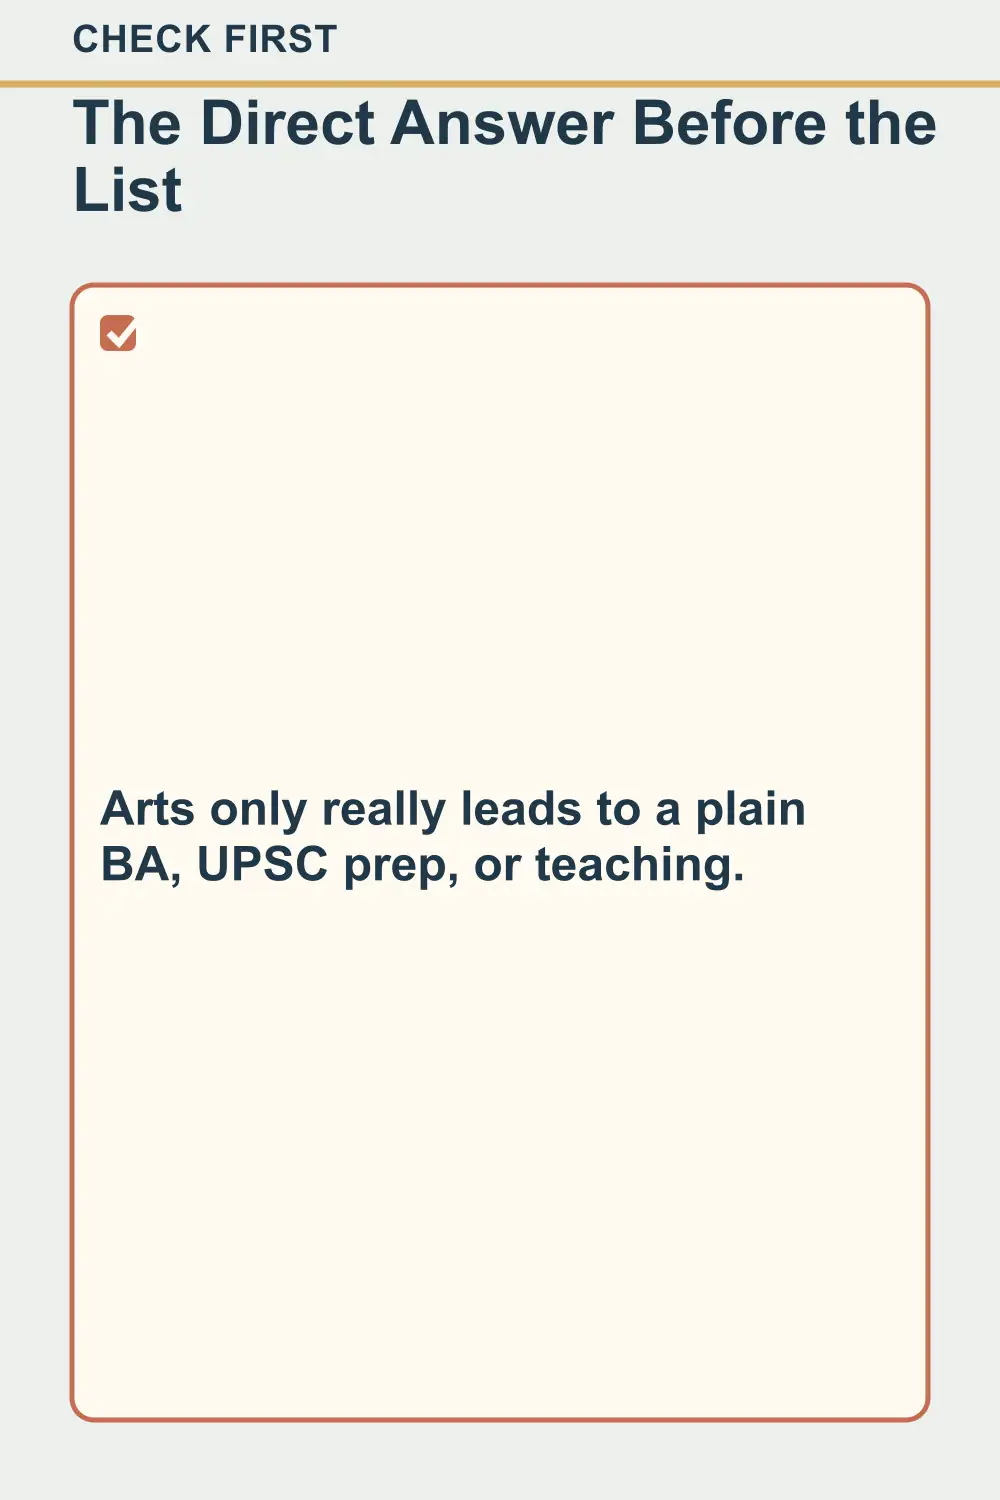 CHECK FIRST
The Direct Answer Before the
List
Arts only really leads to a plain
BA, UPSC prep, or teaching.